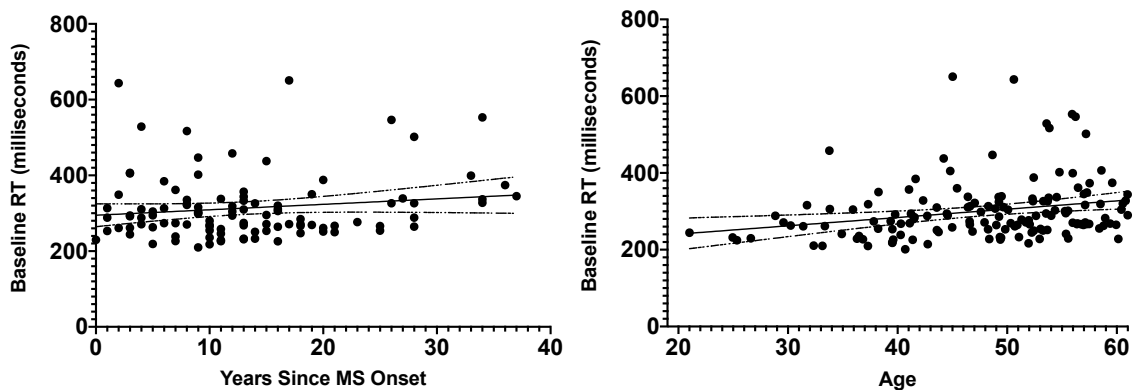 800
600
400
200
0
Baseline RT (milliseconds)
0 10 20 30 40
Years Since MS Onset
800
600
400
200
0
Baseline RT (milliseconds)
20 30 40 50 60
Age